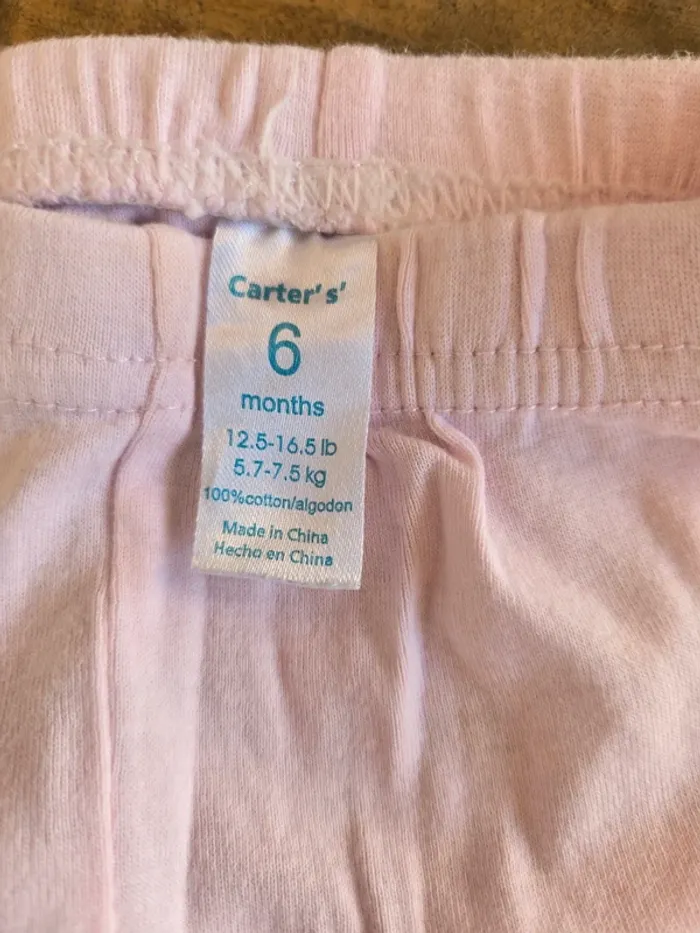 Carter's'
6
months
12.5-16.5 lb
5.7-7.5 kg
100%cotton/algodon
Made in China
Hecho en China